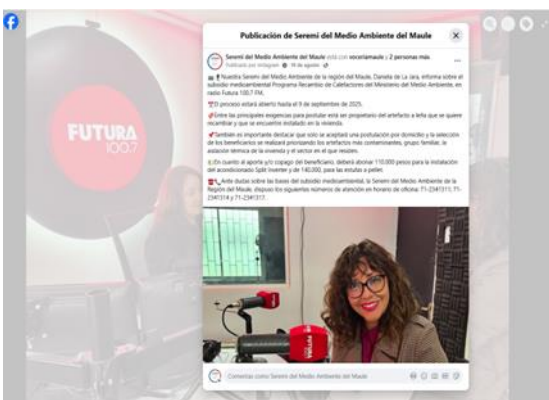 FUTURA
100.7
Publicación de Seremi del Medio Ambiente del Maule
Seremi del Medio Ambiente del Maule está con vocoriamaule y 2 personas más.
Publicado por Instagram
de agosto
Nuestra Seremi del Medio Ambiente de la región del Maule, Daniela de La Jara, informa sobre el
subsidio medioambiental Programa Recambio de Calefactores del Ministerio del Medio Ambiente, en
radio Futura 100.7 FM.
El proceso estará abierto hasta el 9 de septiembre de 2025.
Entre las principales exigencias para postular está ser propietario del artefacto a leña que se quiere
recambiar y que se encuentre instalado en la vivienda.
También es importante destacar que solo se aceptará una postulación por domicilio y la selección
de los beneficiarios se realizará priorizando los artefactos más contaminantes, grupo familiar, la
aislación térmica de la vivienda y el sector en el que residen.
En cuanto al aporte y/o copago del beneficiario, deberá abonar 110.000 pesos para la instalación
del acondicionado Split Inverter y de 140.000, para las estufas a pellet.
Ante dudas sobre las bases del subsidio medioambiental, la Seremi del Medio Ambiente de la
Región del Maule, dispuso los siguientes números de atención en horario de oficina: 71-2341311; 71-
2341314 y 71-2341317.
FUTURA
Comentas como Seremi del Medio Ambiente del Maule